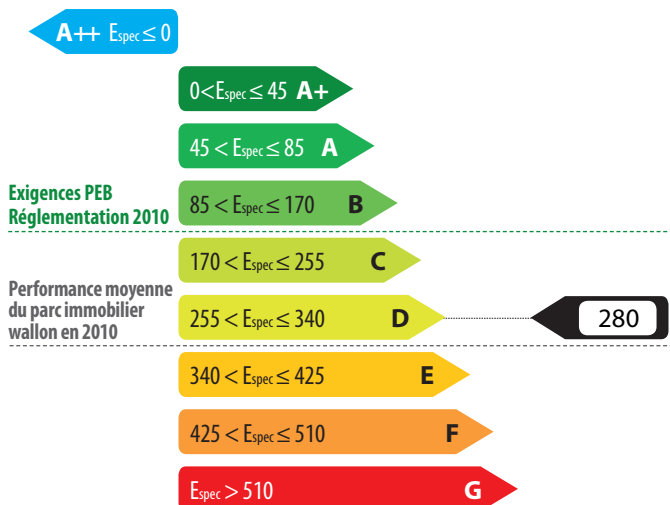 A++ Espec ≤ 0
0 < Espec ≤ 45 A+
45 < Espec ≤ 85 A
Exigences PEB
Réglementation 2010
85 < Espec ≤ 170 B
170 < Espec ≤ 255 C
Performance moyenne
du parc immobilier
wallon en 2010
255 < Espec ≤ 340 D
280
340 < Espec ≤ 425 E
425 < Espec ≤ 510 F
Espec > 510 G